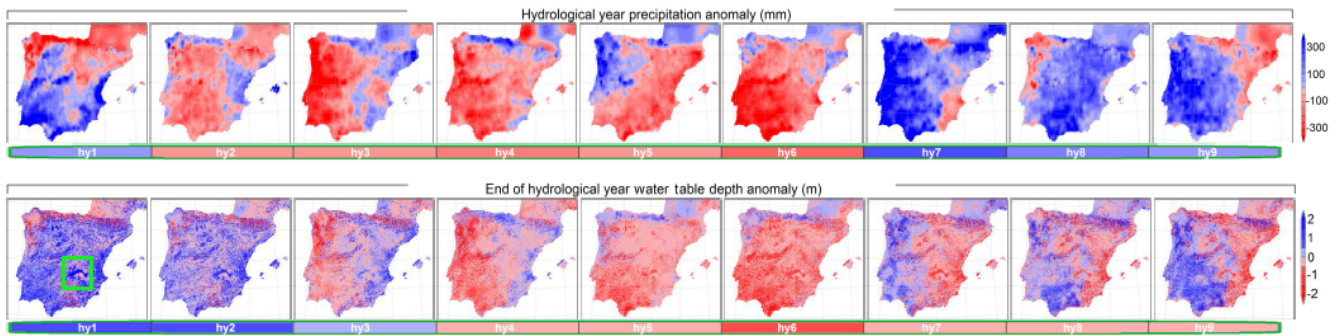 Hydrological year precipitation anomaly (mm)
300
100
-100
-300
hy1 hy2 hy3 hy4 hy5 hy6 hy7 hy8 hy9
End of hydrological year water table depth anomaly (m)
2
1
0
-1
-2
hy1 hy2 hy3 hy4 hy5 hy6 hy7 hy8 hy9